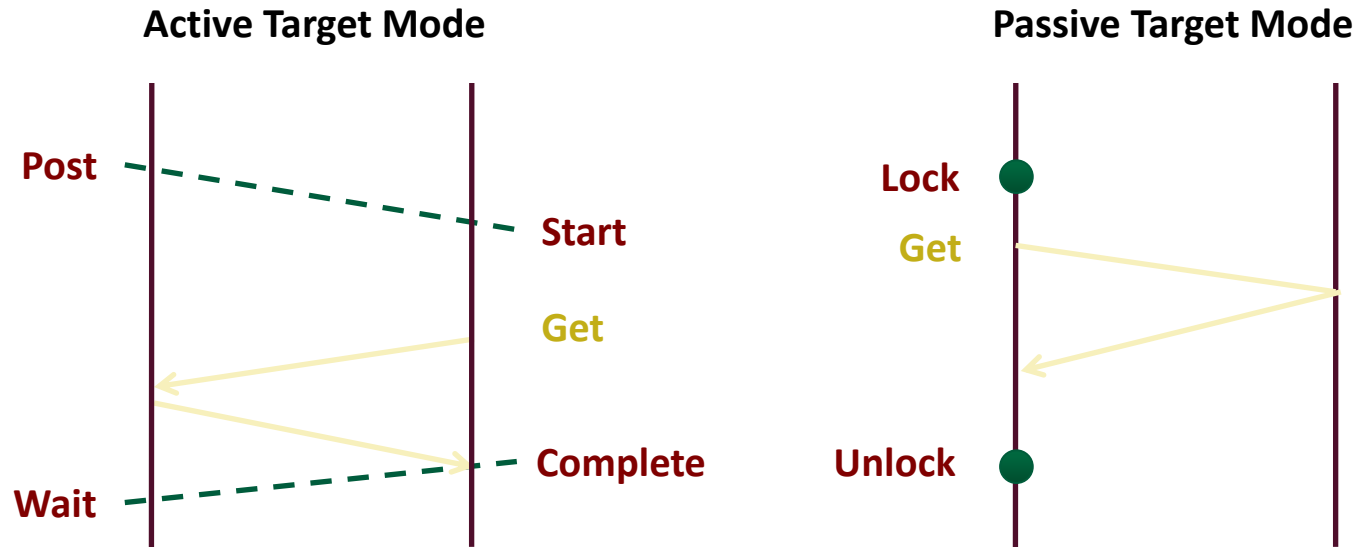 Active Target Mode
Post
Start
Get
Complete
Wait
Passive Target Mode
Lock
Get
Unlock